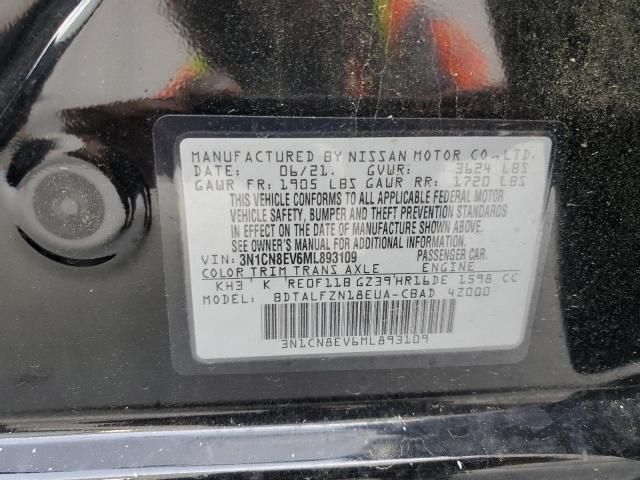 MANUFACTURED BY NISSAN MOTOR CO.,LTD.
DATE: 06/21. GVWR: 3624 LBS
GAWR FR: 1905 LBS GAWR RR: 1720 LBS
THIS VEHICLE CONFORMS TO ALL APPLICABLE FEDERAL MOTOR
VEHICLE SAFETY, BUMPER AND THEFT PREVENTION STANDARDS
IN EFFECT ON THE DATE OF MANUFACTURE SHOWN ABOVE.
SEE OWNER'S MANUAL FOR ADDITIONAL INFORMATION.
VIN: 3N1CN8EV6ML893109 PASSENGER CAR
COLOR TRIM TRANS AXLE ENGINE
KH3 K RE0F11B GZ39 HR16DE 1598 CC
MODEL: BDTALFZN18EUA-CBAD 4Z000
3N1CN8EV6ML893109